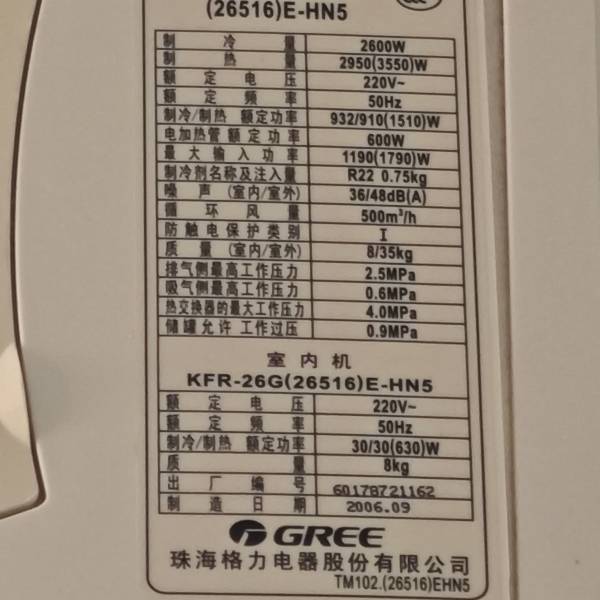 (26516)E-HN5
制冷量 2600W
制热量 2950(3550)W
额定电压 220V~
额定频率 50Hz
制冷/制热 额定功率 932/910(1510)W
电加热管 额定功率 600W
最大输入功率 1190(1790)W
制冷剂名称及注入量 R22 0.75kg
噪声(室内/室外) 36/48dB(A)
循环风量 500m³/h
防触电保护类别 I
质量(室内/室外) 8/35kg
排气侧最高工作压力 2.5MPa
吸气侧最高工作压力 0.6MPa
热交换器的最大工作压力 4.0MPa
储罐允许 工作过压 0.9MPa
室内机
KFR-26G(26516)E-HN5
额定电压 220V~
额定频率 50Hz
制冷/制热 额定功率 30/30(630)W
质量 8kg
出厂编号 60178721162
制造日期 2006.09
GREE
珠海格力电器股份有限公司
TM102.(26516)EHN5